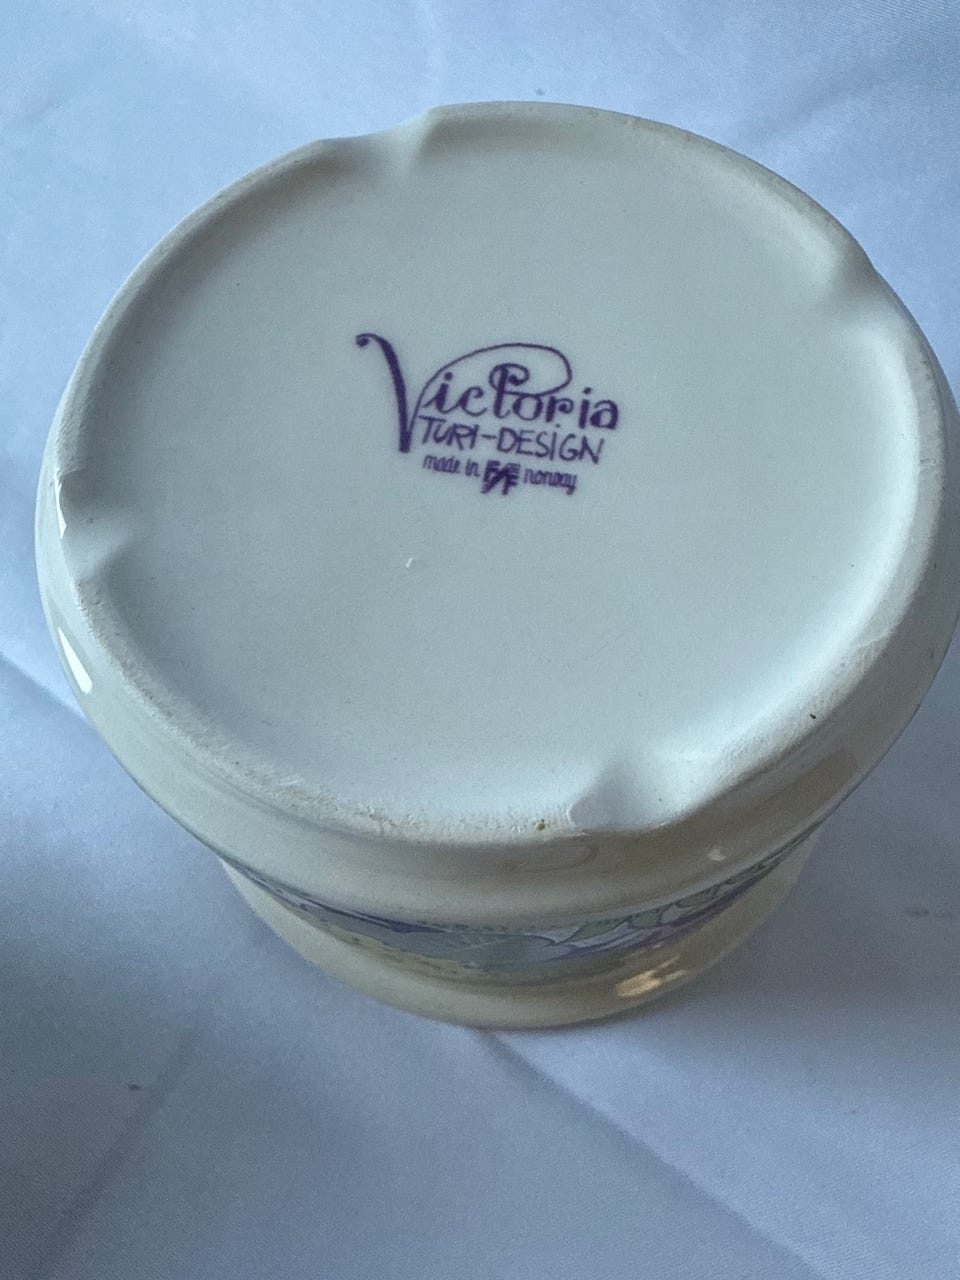 Victoria
TURI-DESIGN
made in F/F norway